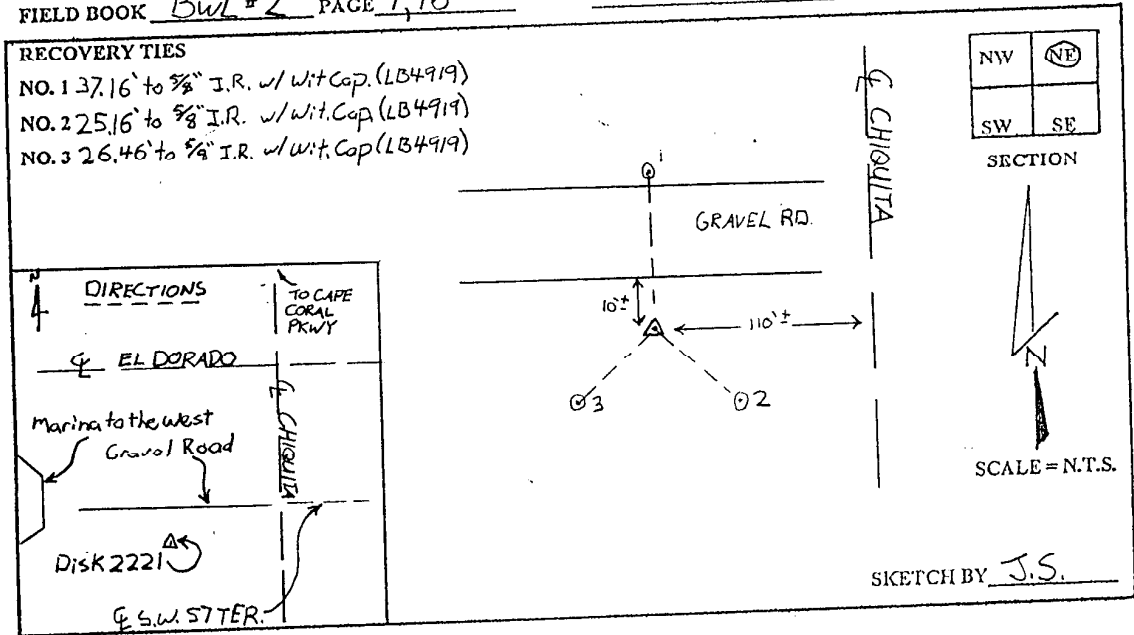 FIELD BOOK BWL #2 PAGE
RECOVERY TIES
NO. 1 37.16' to 5/8" I.R. w/ Wit Cap. (LB4919)
NO. 2 25.16' to 5/8" I.R. w/ Wit. Cap (LB4919)
NO. 3 26.46' to 5/8" I.R. w/ Wit. Cap (LB4919)
NW NE
SW SE
SECTION
1
GRAVEL RD.
℄ CHIQUITA
10'±
110'±
3
2
N
SCALE = N.T.S.
SKETCH BY J.S.
N
DIRECTIONS
TO CAPE
CORAL
PKWY
℄ EL DORADO
℄ CHIQUITA
Marina to the west
Gravel Road
Disk 2221
℄ S.W. 57 TER.